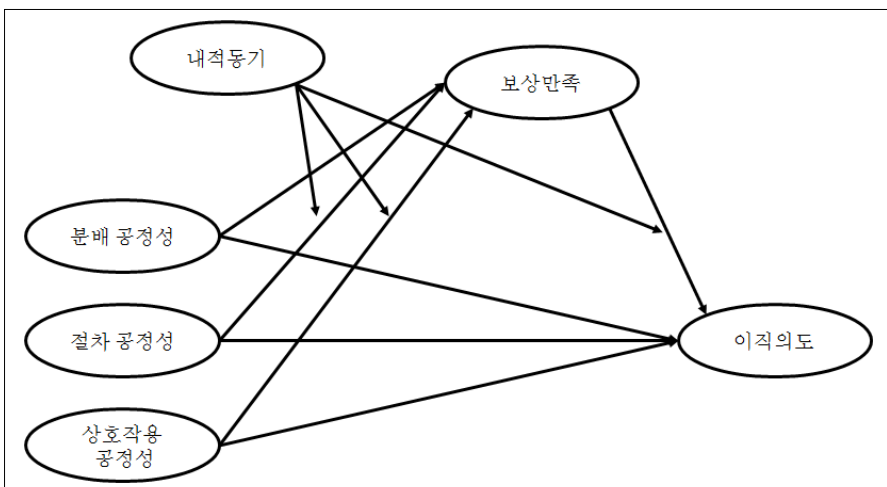 내적동기
보상만족
분배 공정성
절차 공정성
이직의도
상호작용
공정성